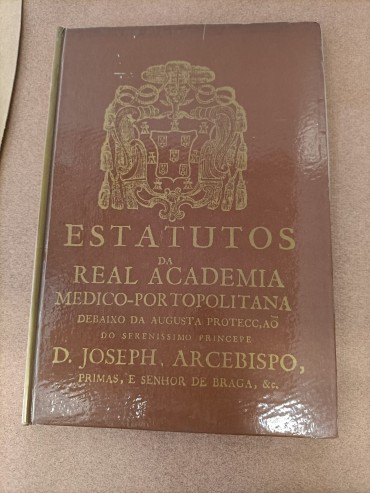 ESTATUTOS
DA
REAL ACADEMIA
MEDICO-PORTOPOLITANA
DEBAIXO DA AUGUSTA PROTECC,AÕ
DO SERENISSIMO PRINCEPE
D. JOSEPH, ARCEBISPO,
PRIMAS, E SENHOR DE BRAGA, &c.